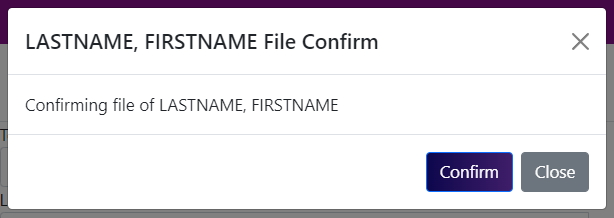 LASTNAME, FIRSTNAME File Confirm
Confirming file of LASTNAME, FIRSTNAME
Confirm
Close